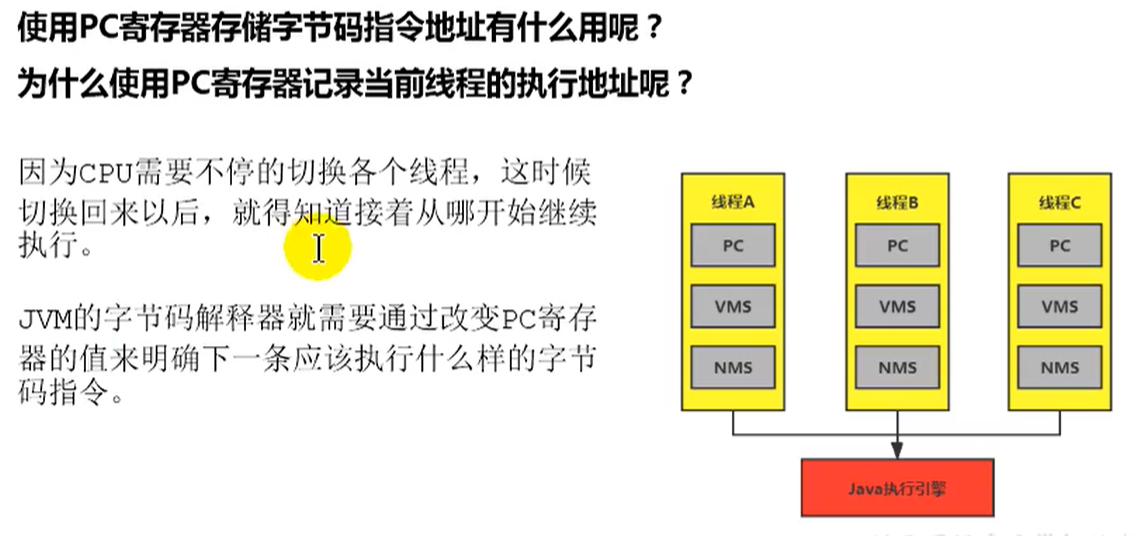 使用PC寄存器存储字节码指令地址有什么用呢？
为什么使用PC寄存器记录当前线程的执行地址呢？
因为CPU需要不停的切换各个线程，这时候
切换回来以后，就得知道接着从哪开始继续
执行。
JVM的字节码解释器就需要通过改变PC寄存
器的值来明确下一条应该执行什么样的字节
码指令。
线程A
PC
VMS
NMS
线程B
PC
VMS
NMS
线程C
PC
VMS
NMS
Java执行引擎